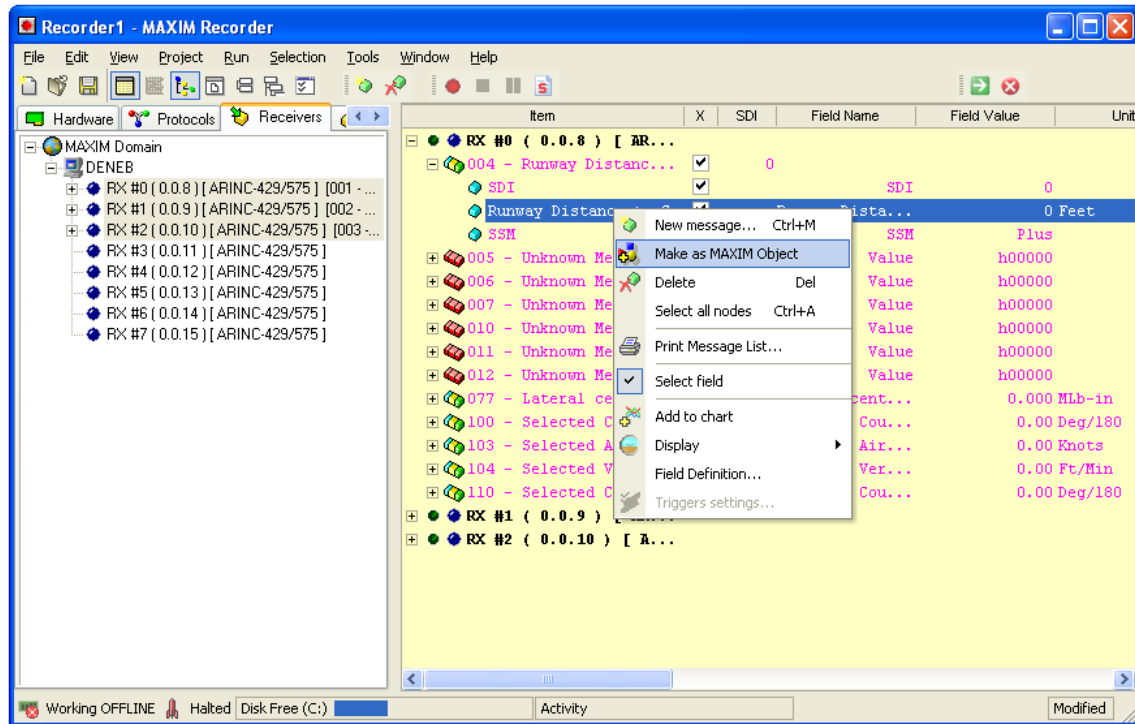 Recorder1 - MAXIM Recorder
File Edit View Project Run Selection Tools Window Help
Hardware Protocols Receivers
Item X SDI Field Name Field Value Unit
MAXIM Domain
DENEB
RX #0 ( 0.0.8 ) [ ARINC-429/575 ] [001 - ...
RX #1 ( 0.0.9 ) [ ARINC-429/575 ] [002 - ...
RX #2 ( 0.0.10 ) [ ARINC-429/575 ] [003 -...
RX #3 ( 0.0.11 ) [ ARINC-429/575 ]
RX #4 ( 0.0.12 ) [ ARINC-429/575 ]
RX #5 ( 0.0.13 ) [ ARINC-429/575 ]
RX #6 ( 0.0.14 ) [ ARINC-429/575 ]
RX #7 ( 0.0.15 ) [ ARINC-429/575 ]
RX #0 ( 0.0.8 ) [ AR...
004 - Runway Distanc... 0
SDI SDI 0
Runway Distanc Dista... 0 Feet
SSM SSM Plus
005 - Unknown Me Value h00000
006 - Unknown Me Value h00000
007 - Unknown Me Value h00000
010 - Unknown Me Value h00000
011 - Unknown Me Value h00000
012 - Unknown Me Value h00000
077 - Lateral ce cent... 0.000 MLb-in
100 - Selected C Cou... 0.00 Deg/180
103 - Selected A Air... 0.00 Knots
104 - Selected V Ver... 0.00 Ft/Min
110 - Selected C Cou... 0.00 Deg/180
RX #1 ( 0.0.9 )
RX #2 ( 0.0.10 ) [ A...
New message... Ctrl+M
Make as MAXIM Object
Delete Del
Select all nodes Ctrl+A
Print Message List...
Select field
Add to chart
Display
Field Definition...
Triggers settings...
Working OFFLINE Halted Disk Free (C:) Activity Modified